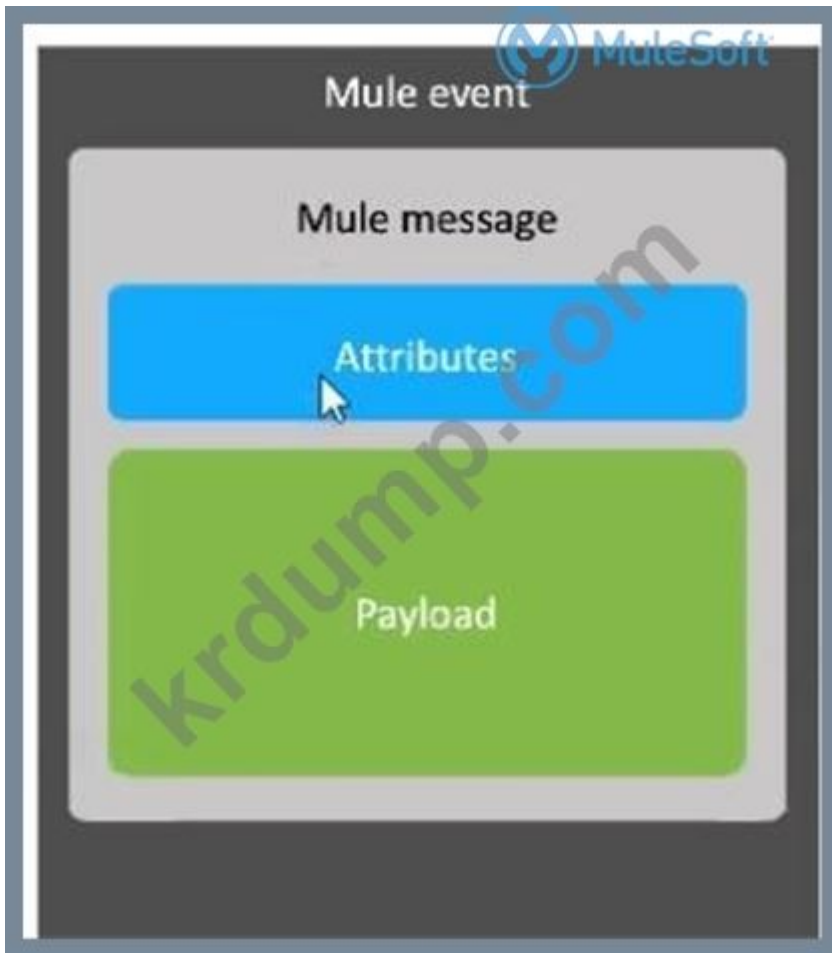 MuleSoft
Mule event
Mule message
Attributes
Payload
krdump.com